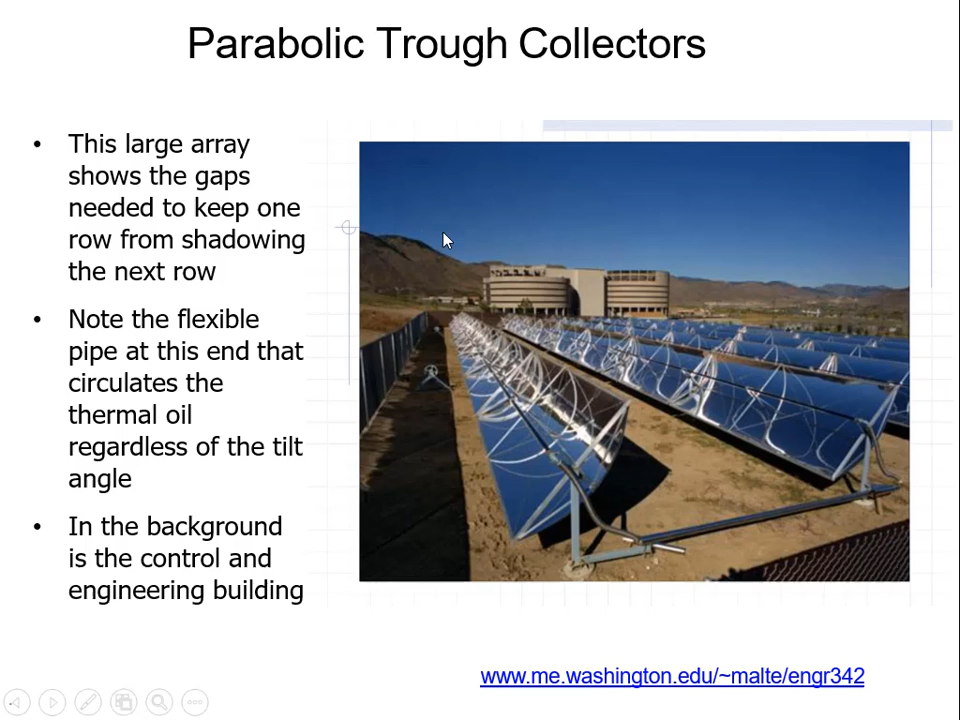 Parabolic Trough Collectors
• This large array
shows the gaps
needed to keep one
row from shadowing
the next row
• Note the flexible
pipe at this end that
circulates the
thermal oil
regardless of the tilt
angle
• In the background
is the control and
engineering building
www.me.washington.edu/~malte/engr342